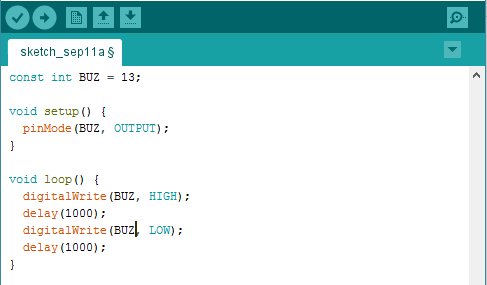 sketch_sep11a §
const int BUZ = 13;
void setup() {
  pinMode(BUZ, OUTPUT);
}
void loop() {
  digitalWrite(BUZ, HIGH);
  delay(1000);
  digitalWrite(BUZ, LOW);
  delay(1000);
}